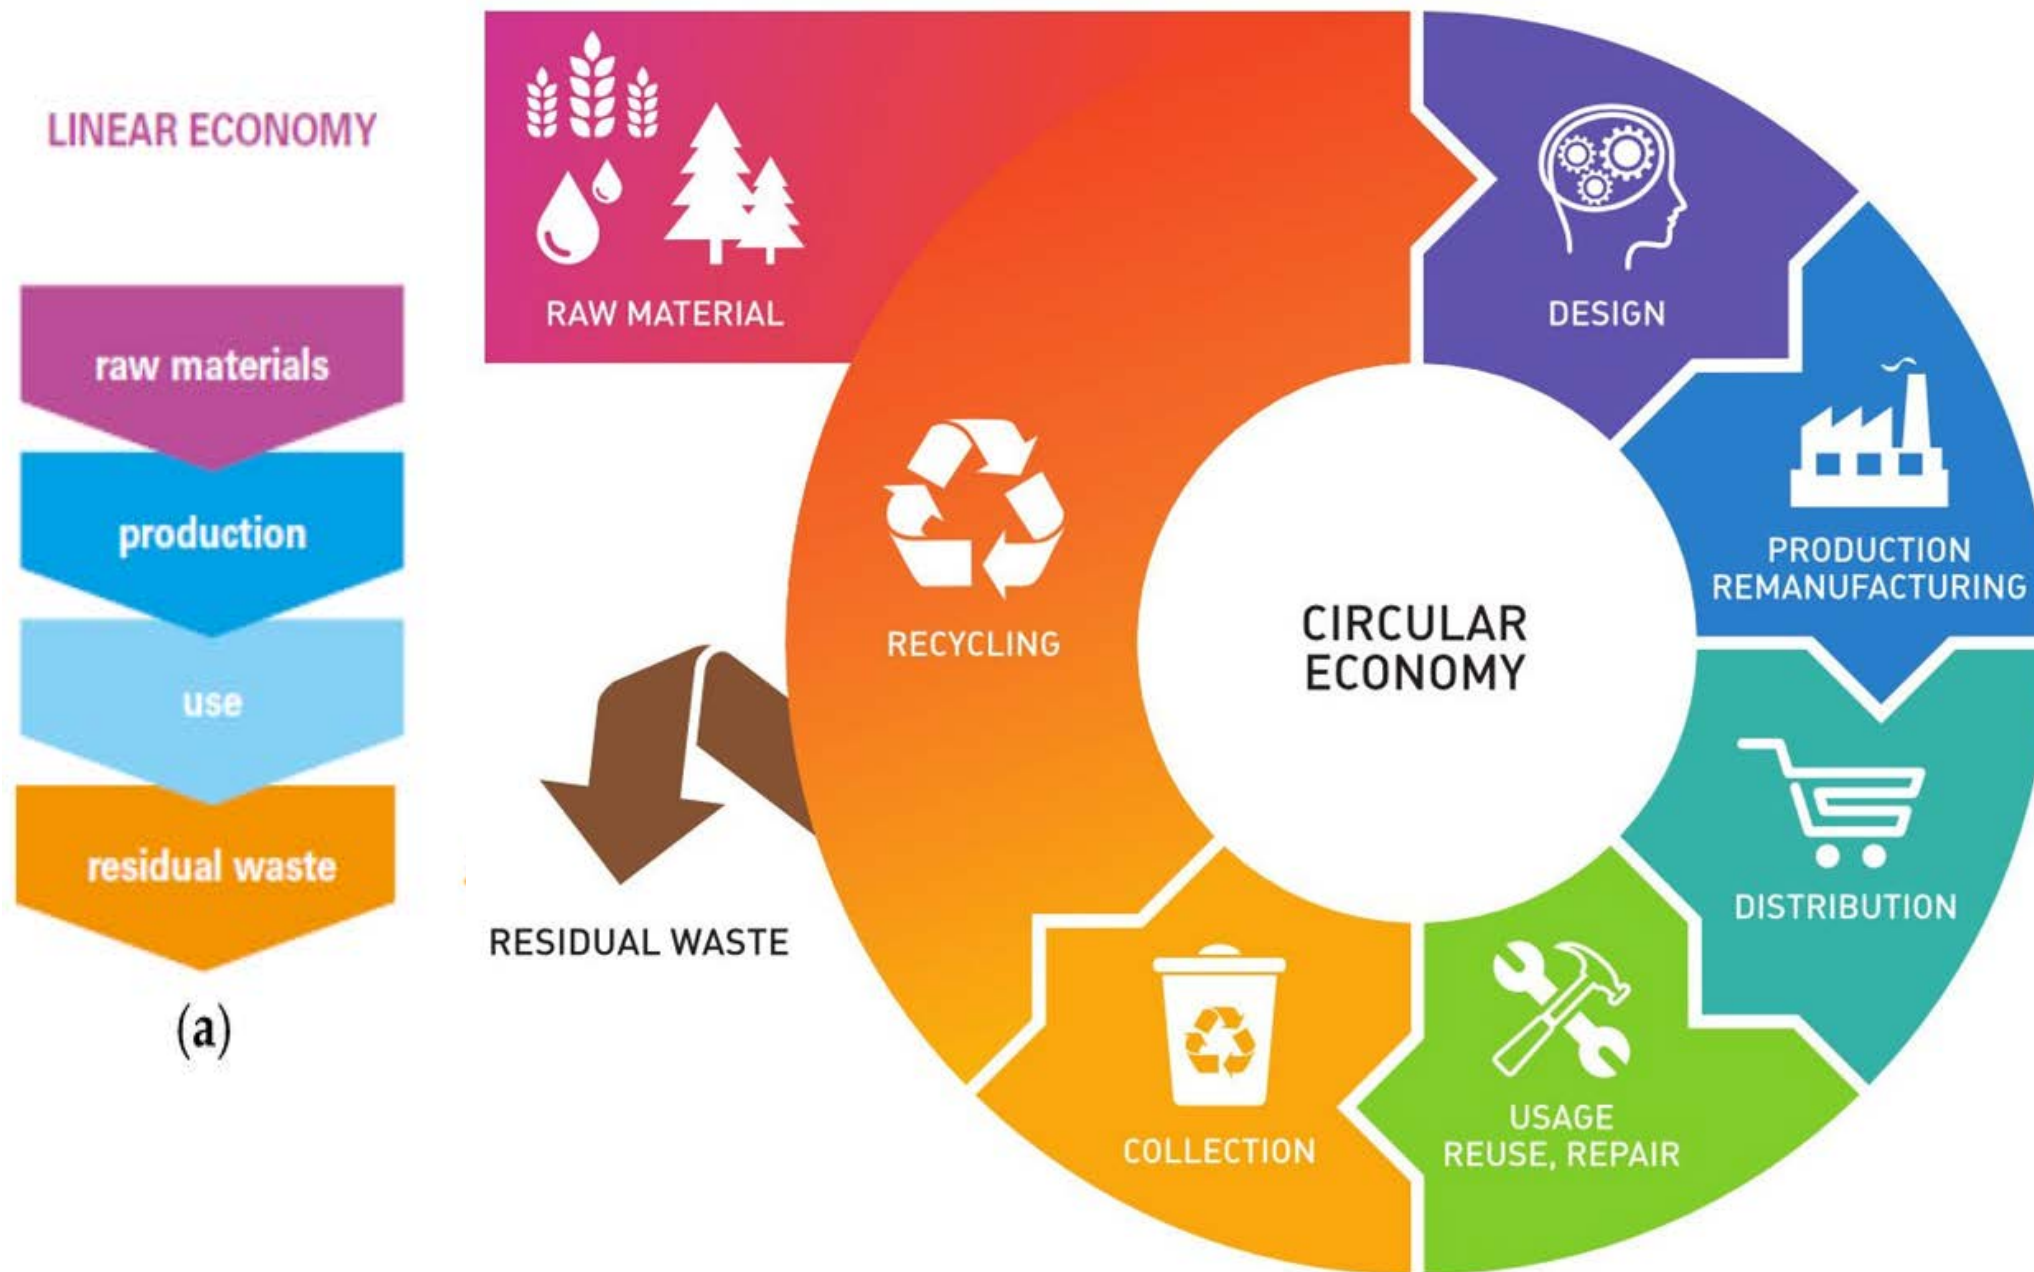 LINEAR ECONOMY
raw materials
production
use
residual waste
(a)
RAW MATERIAL
DESIGN
PRODUCTION
REMANUFACTURING
DISTRIBUTION
USAGE
REUSE, REPAIR
COLLECTION
RECYCLING
RESIDUAL WASTE
CIRCULAR
ECONOMY